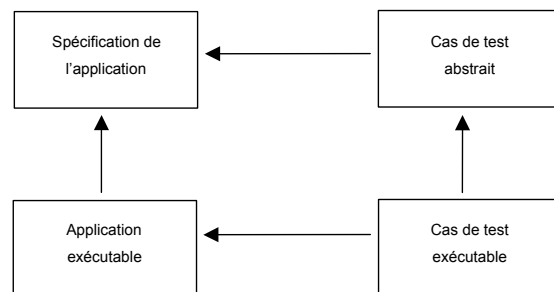 Spécification de
l'application
Cas de test
abstrait
Application
exécutable
Cas de test
exécutable